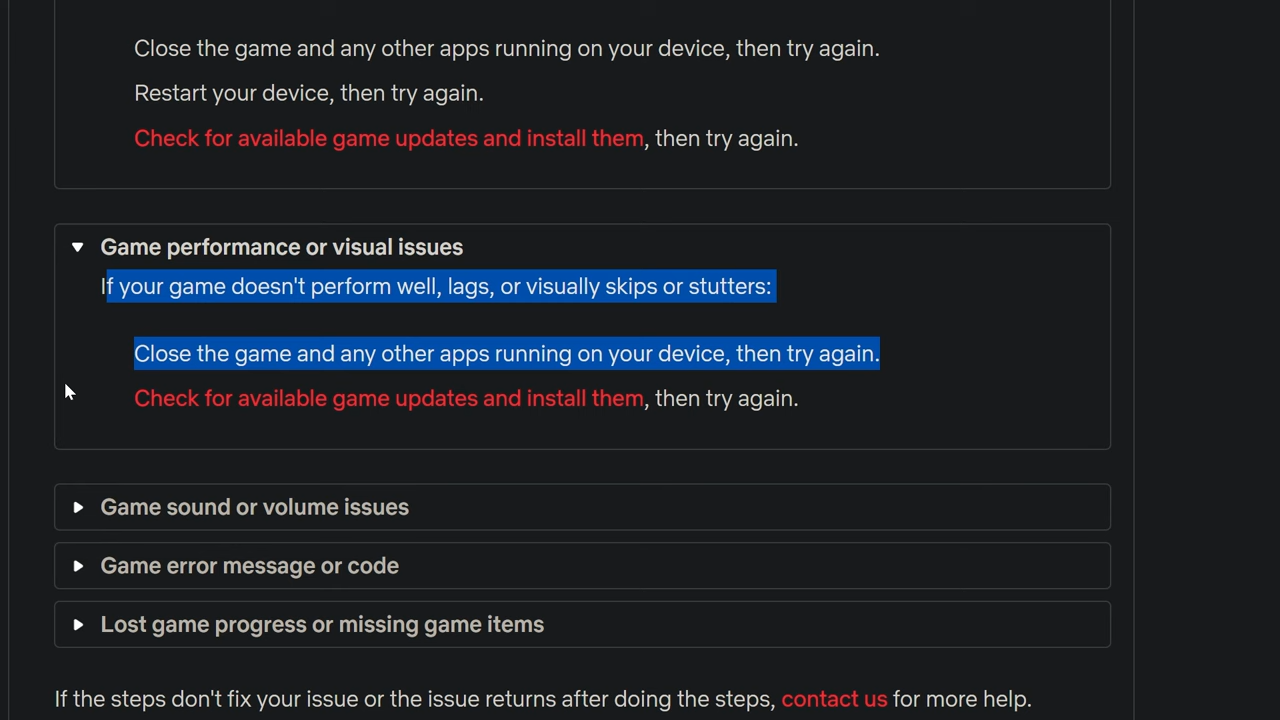 Close the game and any other apps running on your device, then try again.
Restart your device, then try again.
Check for available game updates and install them, then try again.
Game performance or visual issues
If your game doesn't perform well, lags, or visually skips or stutters:
Close the game and any other apps running on your device, then try again.
Check for available game updates and install them, then try again.
Game sound or volume issues
Game error message or code
Lost game progress or missing game items
If the steps don't fix your issue or the issue returns after doing the steps, contact us for more help.